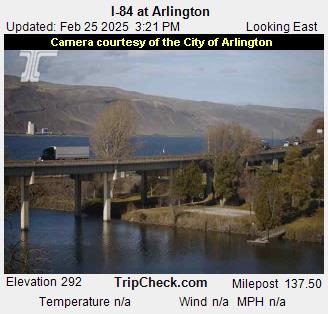 I-84 at Arlington
Updated: Feb 25 2025 3:21 PM Looking East
Camera courtesy of the City of Arlington
Elevation 292 TripCheck.com Milepost 137.50
Temperature n/a Wind n/a MPH n/a